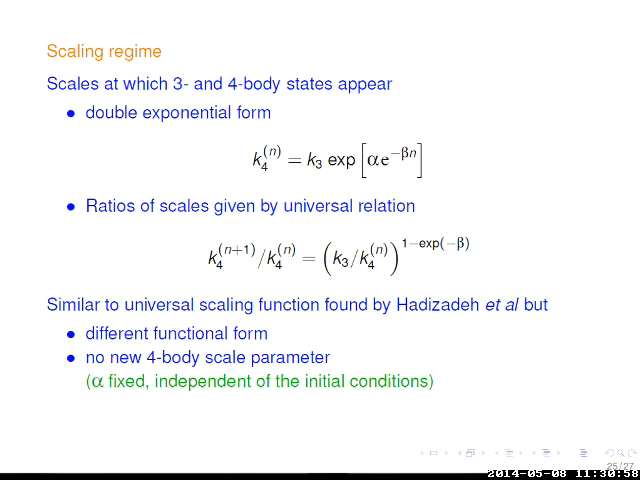 Scaling regime
Scales at which 3- and 4-body states appear
• double exponential form
k_4^{(n)} = k_3 exp[αe^{−βn}]
• Ratios of scales given by universal relation
k_4^{(n+1)}/k_4^{(n)} = (k_3/k_4^{(n)})^{1−exp(−β)}
Similar to universal scaling function found by Hadizadeh et al but
• different functional form
• no new 4-body scale parameter
(α fixed, independent of the initial conditions)
25/27
2014-05-08 11:30:58